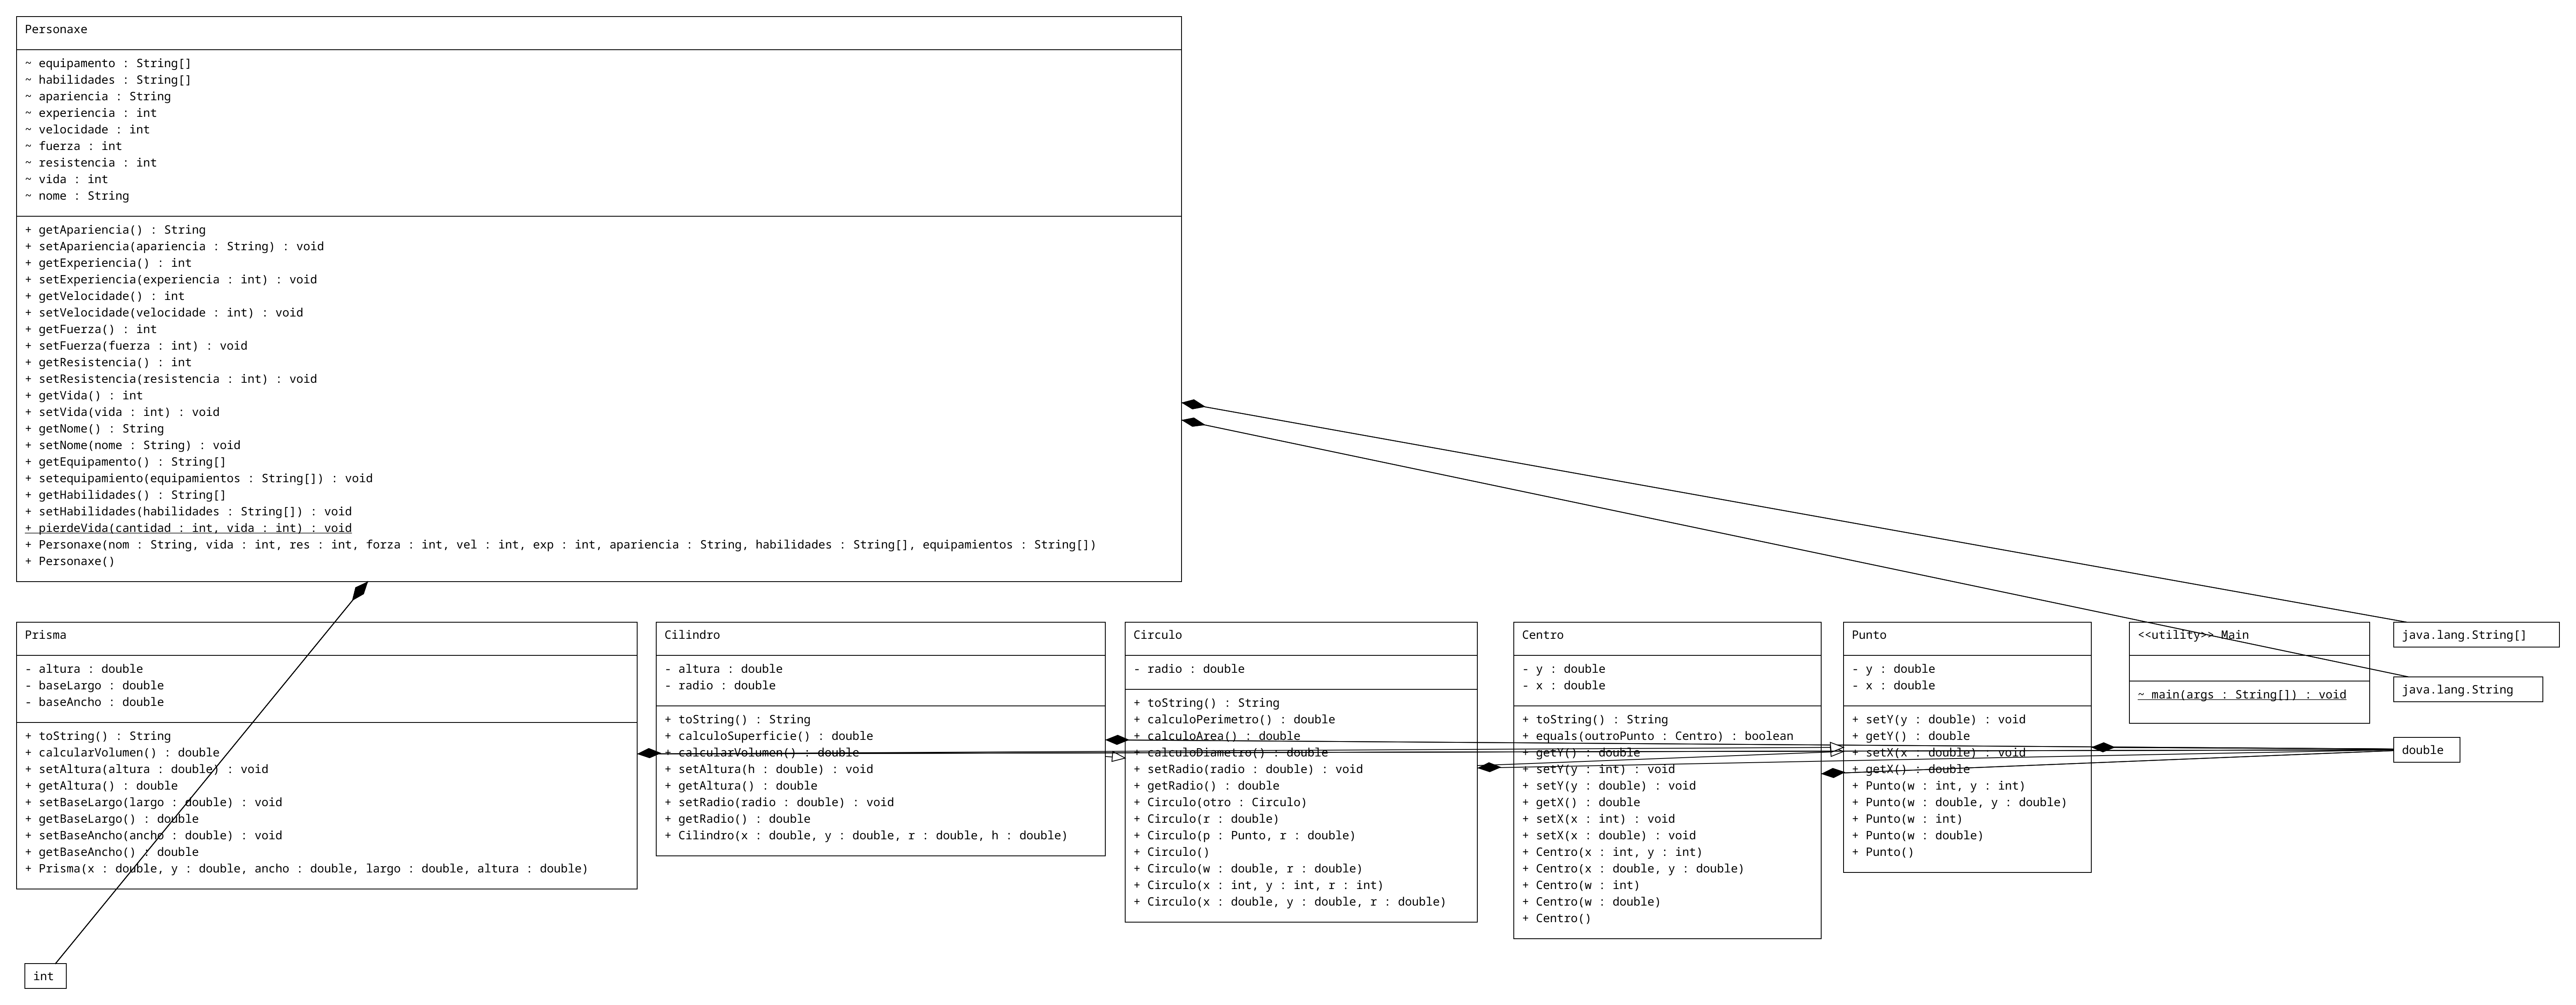 Personaxe
~ equipamento : String[]
~ habilidades : String[]
~ apariencia : String
~ experiencia : int
~ velocidade : int
~ fuerza : int
~ resistencia : int
~ vida : int
~ nome : String
+ getApariencia() : String
+ setApariencia(apariencia : String) : void
+ getExperiencia() : int
+ setExperiencia(experiencia : int) : void
+ getVelocidade() : int
+ setVelocidade(velocidade : int) : void
+ getFuerza() : int
+ setFuerza(fuerza : int) : void
+ getResistencia() : int
+ setResistencia(resistencia : int) : void
+ getVida() : int
+ setVida(vida : int) : void
+ getNome() : String
+ setNome(nome : String) : void
+ getEquipamento() : String[]
+ setequipamiento(equipamientos : String[]) : void
+ getHabilidades() : String[]
+ setHabilidades(habilidades : String[]) : void
+ pierdeVida(cantidad : int, vida : int) : void
+ Personaxe(nom : String, vida : int, res : int, forza : int, vel : int, exp : int, apariencia : String, habilidades : String[], equipamientos : String[])
+ Personaxe()
Prisma
- altura : double
- baseLargo : double
- baseAncho : double
+ toString() : String
+ calcularVolumen() : double
+ setAltura(altura : double) : void
+ getAltura() : double
+ setBaseLargo(largo : double) : void
+ getBaseLargo() : double
+ setBaseAncho(ancho : double) : void
+ getBaseAncho() : double
+ Prisma(x : double, y : double, ancho : double, largo : double, altura : double)
Cilindro
- altura : double
- radio : double
+ toString() : String
+ calculoSuperficie() : double
+ calcularVolumen() : double
+ setAltura(h : double) : void
+ getAltura() : double
+ setRadio(radio : double) : void
+ getRadio() : double
+ Cilindro(x : double, y : double, r : double, h : double)
Circulo
- radio : double
+ toString() : String
+ calculoPerimetro() : double
+ calculoArea() : double
+ calculoDiametro() : double
+ setRadio(radio : double) : void
+ getRadio() : double
+ Circulo(otro : Circulo)
+ Circulo(r : double)
+ Circulo(p : Punto, r : double)
+ Circulo()
+ Circulo(w : double, r : double)
+ Circulo(x : int, y : int, r : int)
+ Circulo(x : double, y : double, r : double)
Centro
- y : double
- x : double
+ toString() : String
+ equals(outroPunto : Centro) : boolean
+ getY() : double
+ setY(y : int) : void
+ setY(y : double) : void
+ getX() : double
+ setX(x : int) : void
+ setX(x : double) : void
+ Centro(x : int, y : int)
+ Centro(x : double, y : double)
+ Centro(w : int)
+ Centro(w : double)
+ Centro()
Punto
- y : double
- x : double
+ setY(y : double) : void
+ getY() : double
+ setX(x : double) : void
+ getX() : double
+ Punto(w : int, y : int)
+ Punto(w : double, y : double)
+ Punto(w : int)
+ Punto(w : double)
+ Punto()
<<utility>> Main
~ main(args : String[]) : void
java.lang.String[]
java.lang.String
double
int